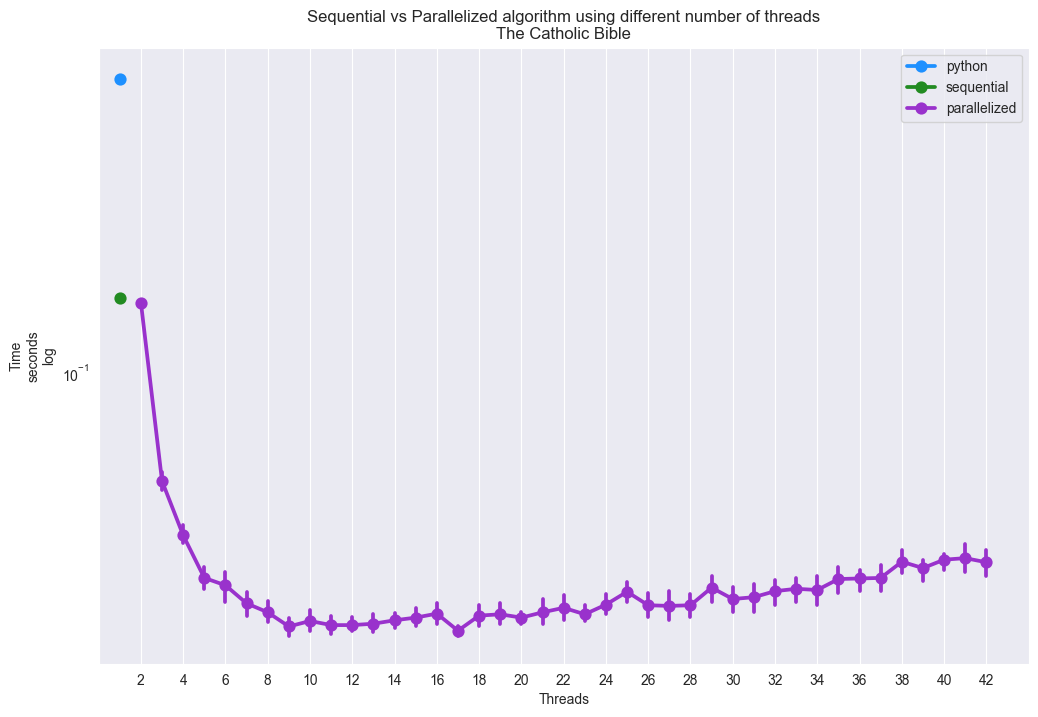 Sequential vs Parallelized algorithm using different number of threads
The Catholic Bible
python
sequential
parallelized
Time
seconds
log
10⁻¹
2 4 6 8 10 12 14 16 18 20 22 24 26 28 30 32 34 36 38 40 42
Threads